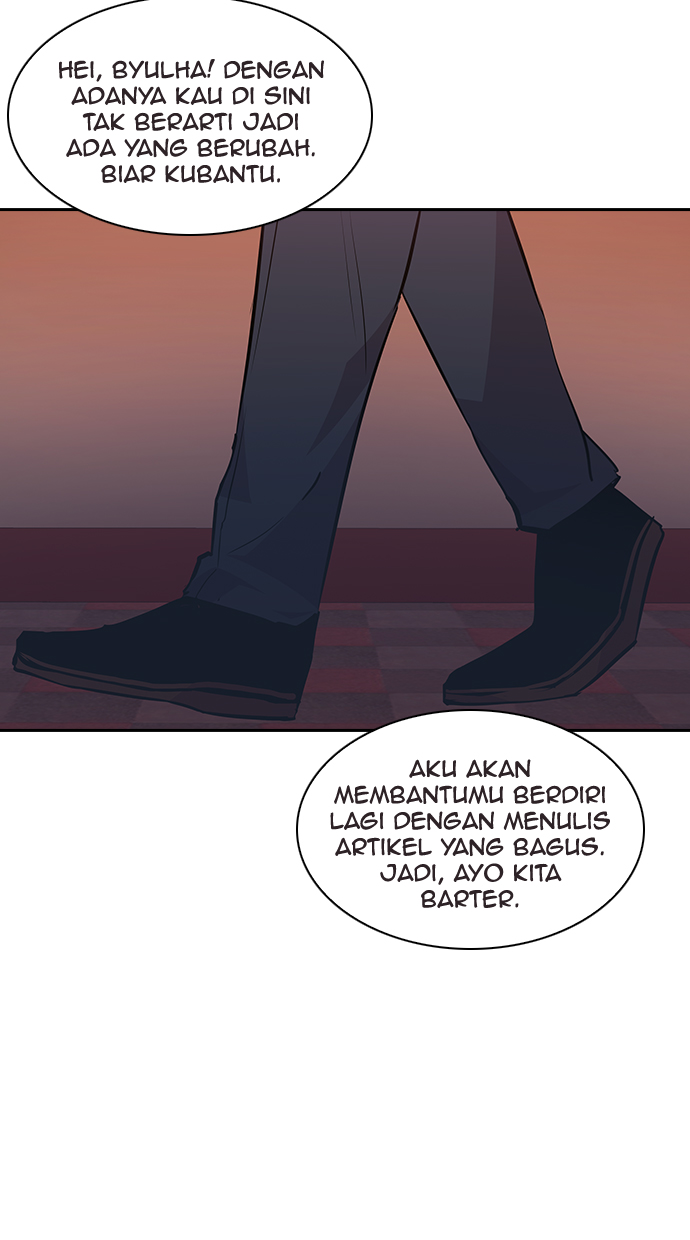 HEI, BYULHA! DENGAN
ADANYA KAU DI SINI
TAK BERARTI JADI
ADA YANG BERUBAH.
BIAR KUBANTU.
AKU AKAN
MEMBANTUMU BERDIRI
LAGI DENGAN MENULIS
ARTIKEL YANG BAGUS.
JADI, AYO KITA
BARTER.